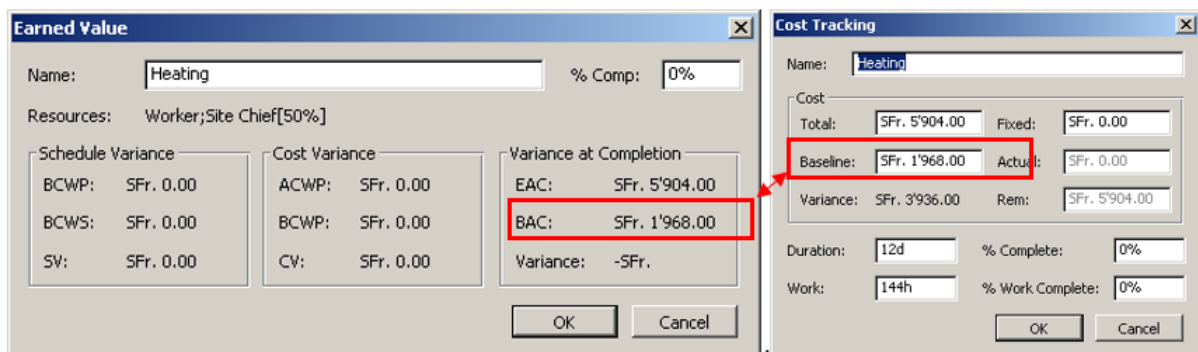 Earned Value
Name: Heating % Comp: 0%
Resources: Worker;Site Chief[50%]
Schedule Variance Cost Variance Variance at Completion
BCWP: SFr. 0.00 ACWP: SFr. 0.00 EAC: SFr. 5'904.00
BCWS: SFr. 0.00 BCWP: SFr. 0.00 BAC: SFr. 1'968.00
SV: SFr. 0.00 CV: SFr. 0.00 Variance: -SFr.
OK Cancel
Cost Tracking
Name: Heating
Cost
Total: SFr. 5'904.00 Fixed: SFr. 0.00
Baseline: SFr. 1'968.00 Actual: SFr. 0.00
Variance: SFr. 3'936.00 Rem: SFr. 5'904.00
Duration: 12d % Complete: 0%
Work: 144h % Work Complete: 0%
OK Cancel